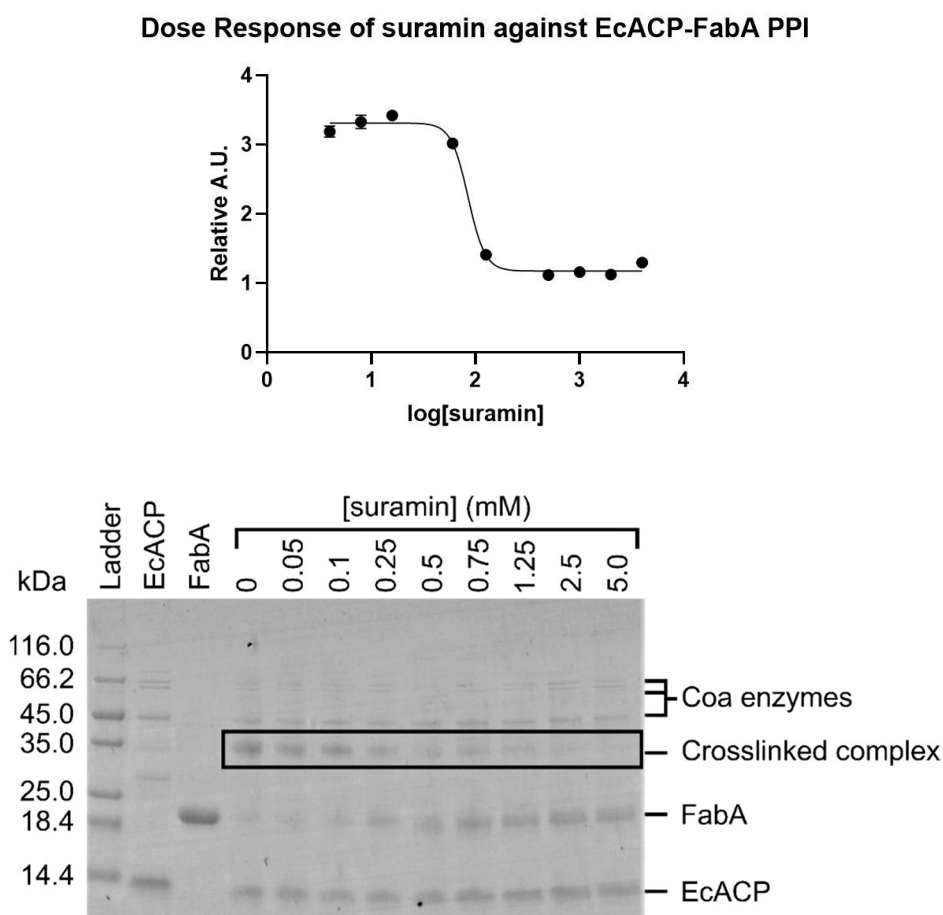 Dose Response of suramin against EcACP-FabA PPI
4
3
2
1
0
Relative A.U.
0 1 2 3 4
log[suramin]
[suramin] (mM)
kDa Ladder EcACP FabA 0 0.05 0.1 0.25 0.5 0.75 1.25 2.5 5.0
116.0
66.2
45.0
35.0
25.0
18.4
14.4
Coa enzymes
Crosslinked complex
FabA
EcACP